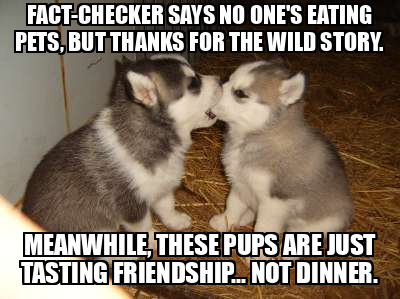 FACT-CHECKER SAYS NO ONE'S EATING
PETS, BUT THANKS FOR THE WILD STORY.
MEANWHILE, THESE PUPS ARE JUST
TASTING FRIENDSHIP... NOT DINNER.